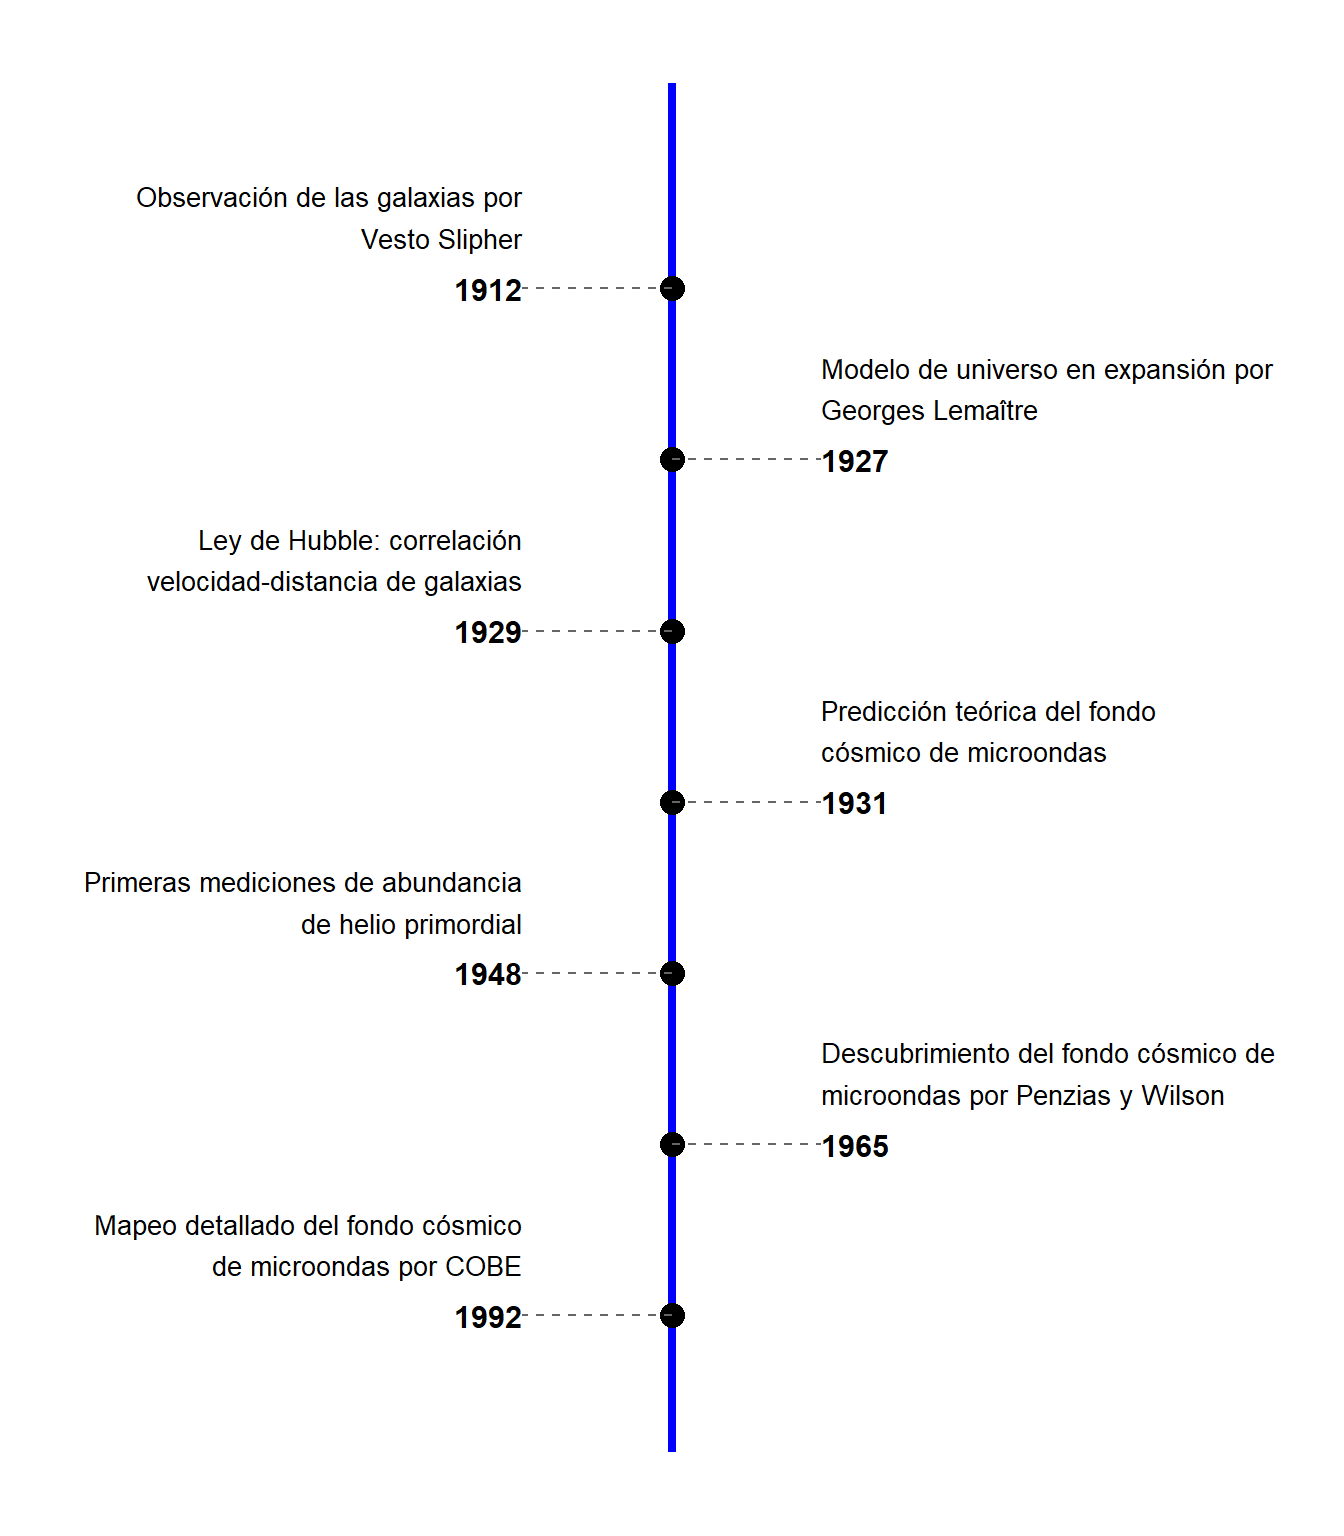 Observación de las galaxias por
Vesto Slipher
1912
Modelo de universo en expansión por
Georges Lemaître
1927
Ley de Hubble: correlación
velocidad-distancia de galaxias
1929
Predicción teórica del fondo
cósmico de microondas
1931
Primeras mediciones de abundancia
de helio primordial
1948
Descubrimiento del fondo cósmico de
microondas por Penzias y Wilson
1965
Mapeo detallado del fondo cósmico
de microondas por COBE
1992